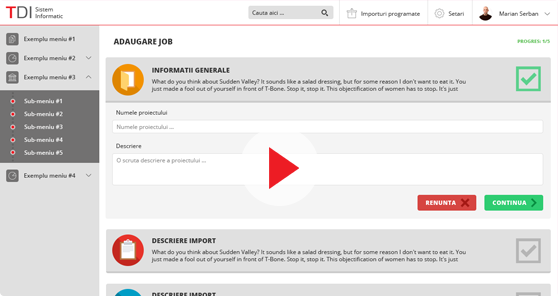 TDI Sistem Informatic
Cauta aici ...
Importuri programate
Setari
Marian Serban
Exemplu meniu #1
Exemplu meniu #2
Exemplu meniu #3
Sub-meniu #1
Sub-meniu #2
Sub-meniu #3
Sub-meniu #4
Sub-meniu #5
Exemplu meniu #4
ADAUGARE JOB
PROGRES: 1/5
INFORMATII GENERALE
What do you think about Sudden Valley? It sounds like a salad dressing, but for some reason I don't want to eat it. You
just made a fool out of yourself in front of T-Bone. Stop it, stop it. This objectification of women has to stop. It's just
Numele proiectului
Numele proiectului ...
Descriere
O scruta descriere a proiectului ...
RENUNTA
CONTINUA
DESCRIERE IMPORT
What do you think about Sudden Valley? It sounds like a salad dressing, but for some reason I don't want to eat it. You
just made a fool out of yourself in front of T-Bone. Stop it, stop it. This objectification of women has to stop. It's just
DESCRIERE IMPORT